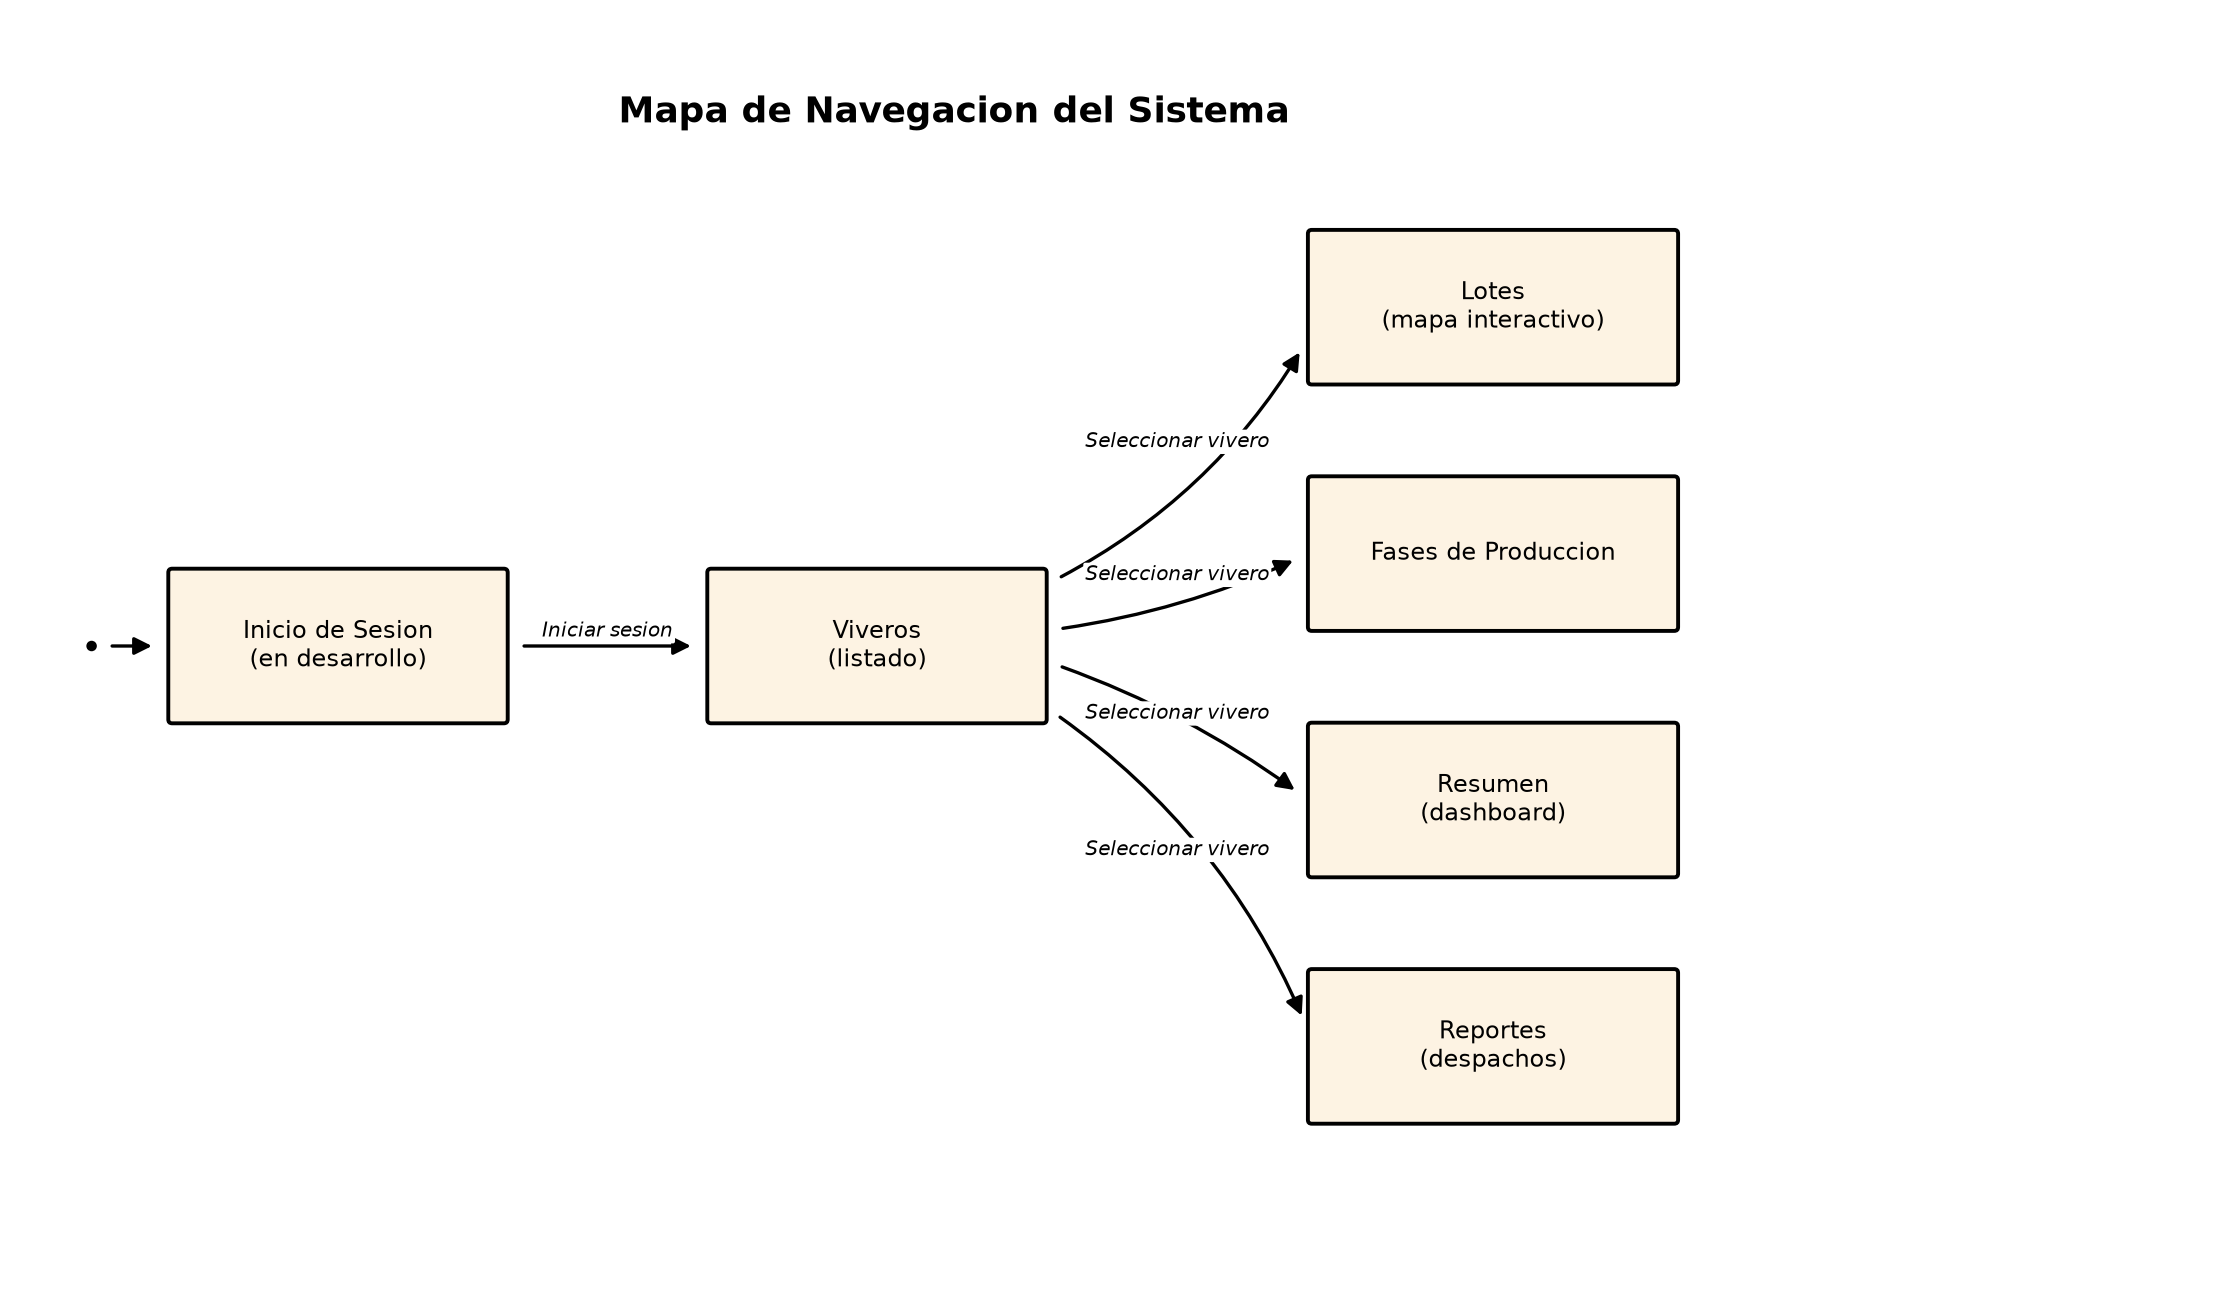 Mapa de Navegacion del Sistema
Inicio de Sesion
(en desarrollo)
Iniciar sesion
Viveros
(listado)
Seleccionar vivero
Seleccionar vivero
Seleccionar vivero
Seleccionar vivero
Lotes
(mapa interactivo)
Fases de Produccion
Resumen
(dashboard)
Reportes
(despachos)